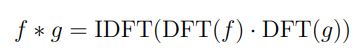 f ∗ g = IDFT(DFT(f) · DFT(g))